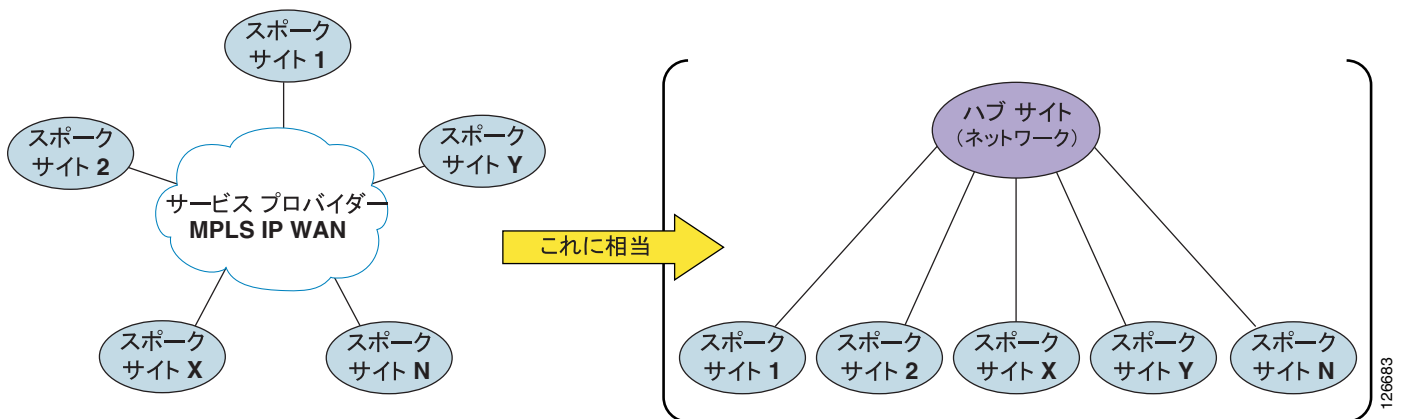 スポーク
サイト 1
スポーク
サイト 2
スポーク
サイト Y
サービス プロバイダー
MPLS IP WAN
スポーク
サイト X
スポーク
サイト N
これに相当
ハブ サイト
（ネットワーク）
スポーク
サイト 1
スポーク
サイト 2
スポーク
サイト X
スポーク
サイト Y
スポーク
サイト N
126683